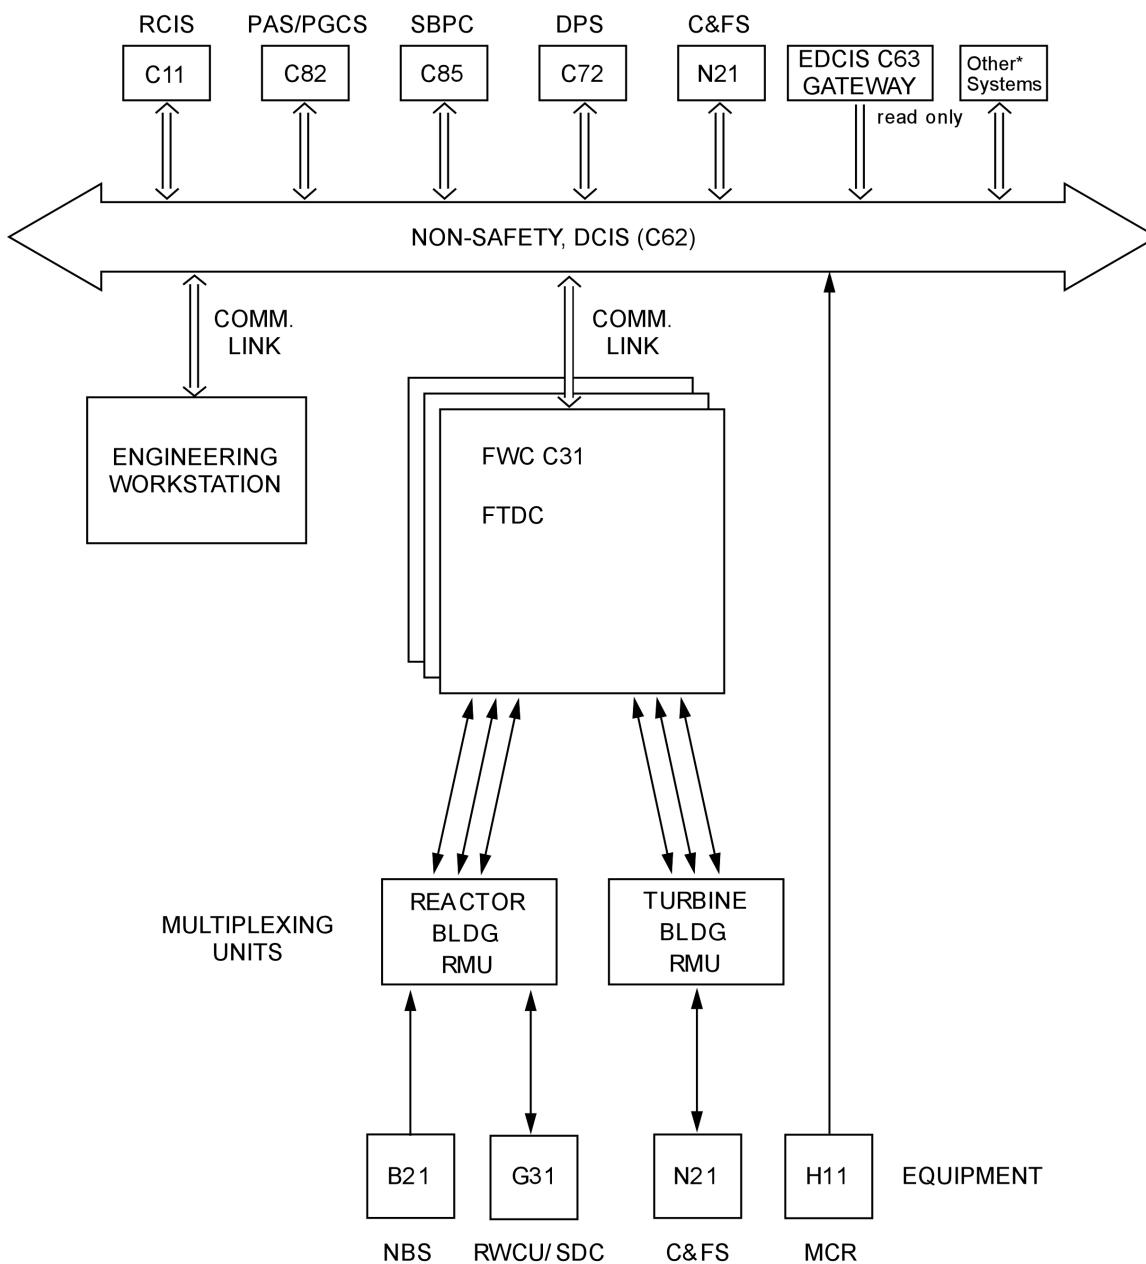 RCIS
PAS/PGCS
SBPC
DPS
C&FS
C11
C82
C85
C72
N21
EDCIS C63
GATEWAY
Other*
Systems
read only
NON-SAFETY, DCIS (C62)
COMM.
LINK
COMM.
LINK
ENGINEERING
WORKSTATION
FWC C31
FTDC
MULTIPLEXING
UNITS
REACTOR
BLDG
RMU
TURBINE
BLDG
RMU
B21
G31
N21
H11
EQUIPMENT
NBS
RWCU/ SDC
C&FS
MCR